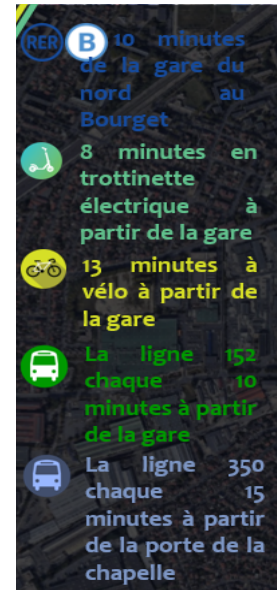 RER B 10 minutes
de la gare du
nord au
Bourget
8 minutes en
trottinette
électrique à
partir de la gare
13 minutes à
vélo à partir de
la gare
La ligne 152
chaque 10
minutes à partir
de la gare
La ligne 350
chaque 15
minutes à partir
de la porte de la
chapelle